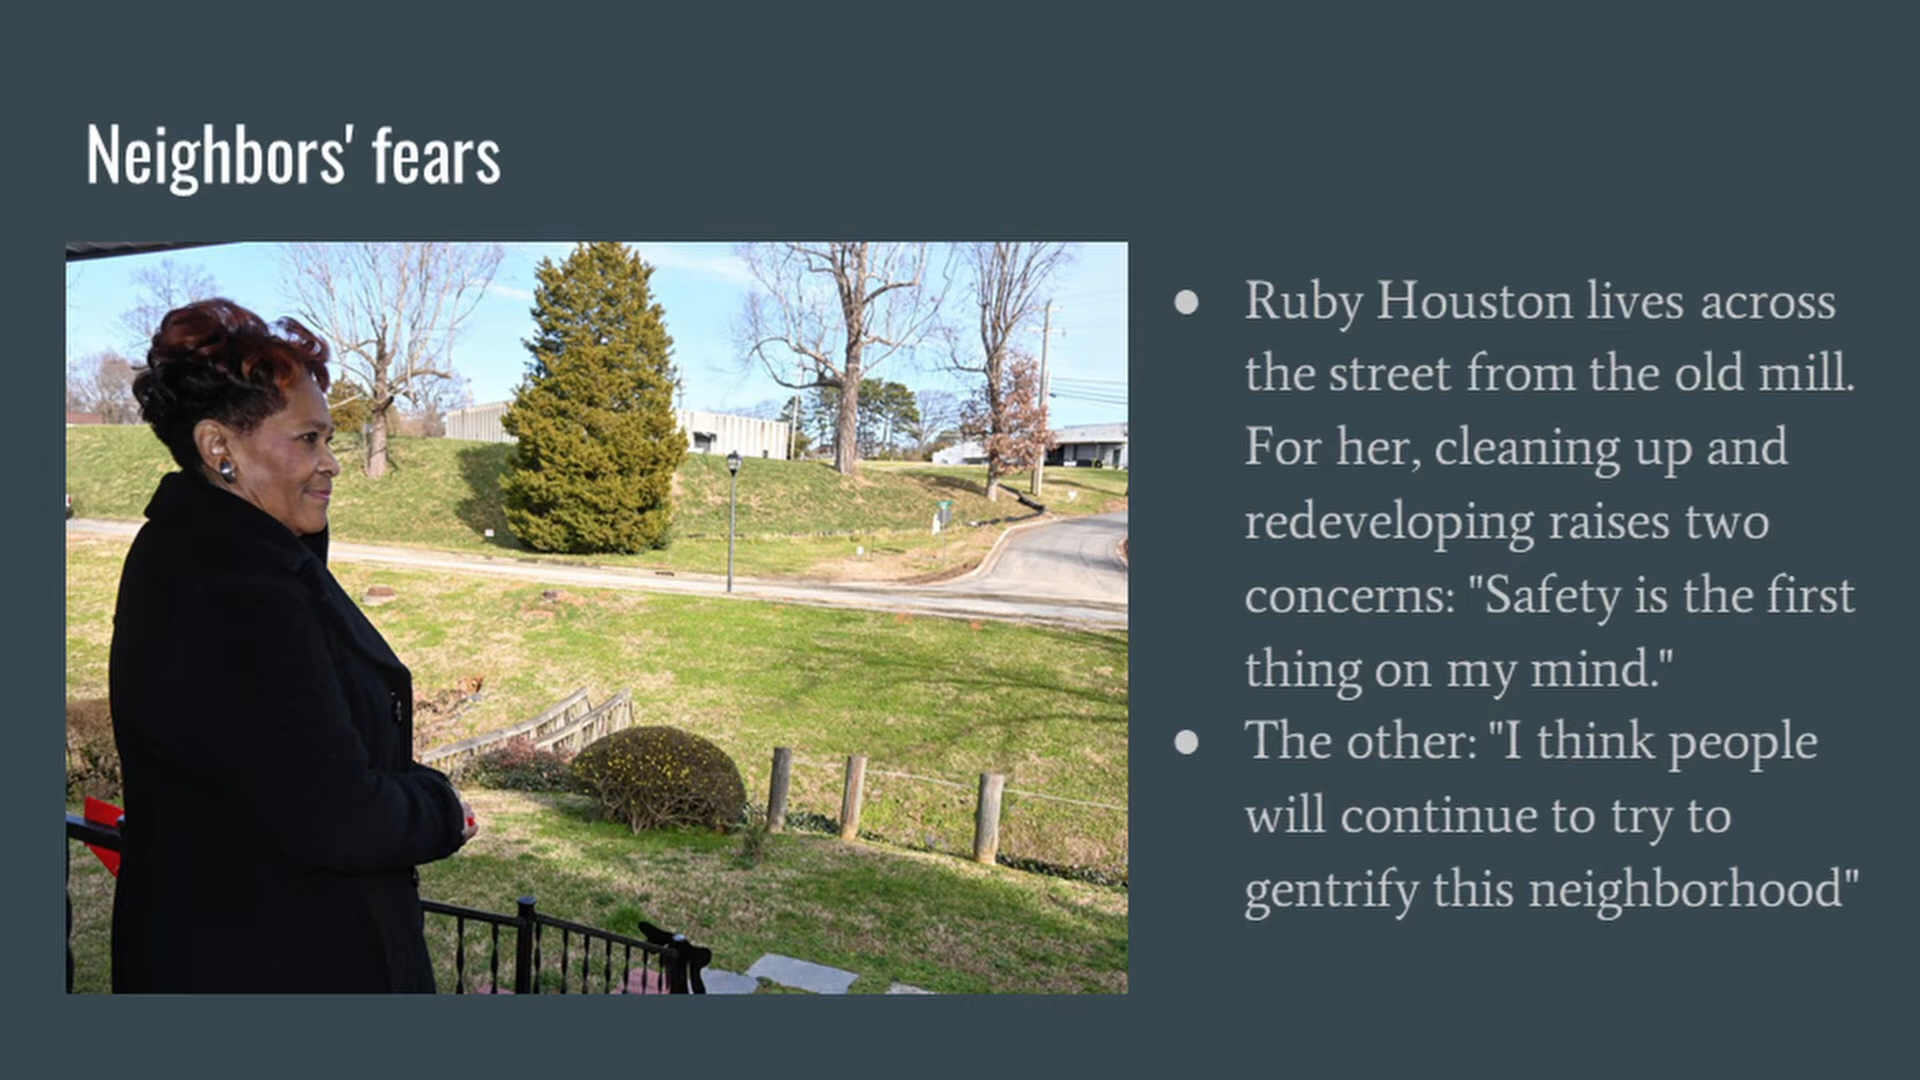 Neighbors' fears
● Ruby Houston lives across
the street from the old mill.
For her, cleaning up and
redeveloping raises two
concerns: "Safety is the first
thing on my mind."
● The other: "I think people
will continue to try to
gentrify this neighborhood"